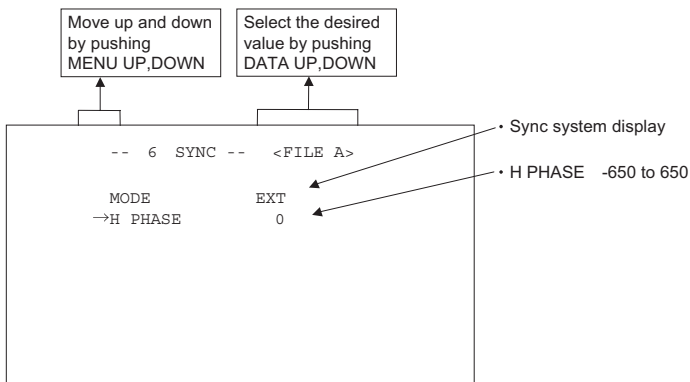 Move up and down
by pushing
MENU UP,DOWN
Select the desired
value by pushing
DATA UP,DOWN
-- 6 SYNC -- <FILE A>
MODE EXT
→H PHASE 0
・Sync system display
・H PHASE -650 to 650